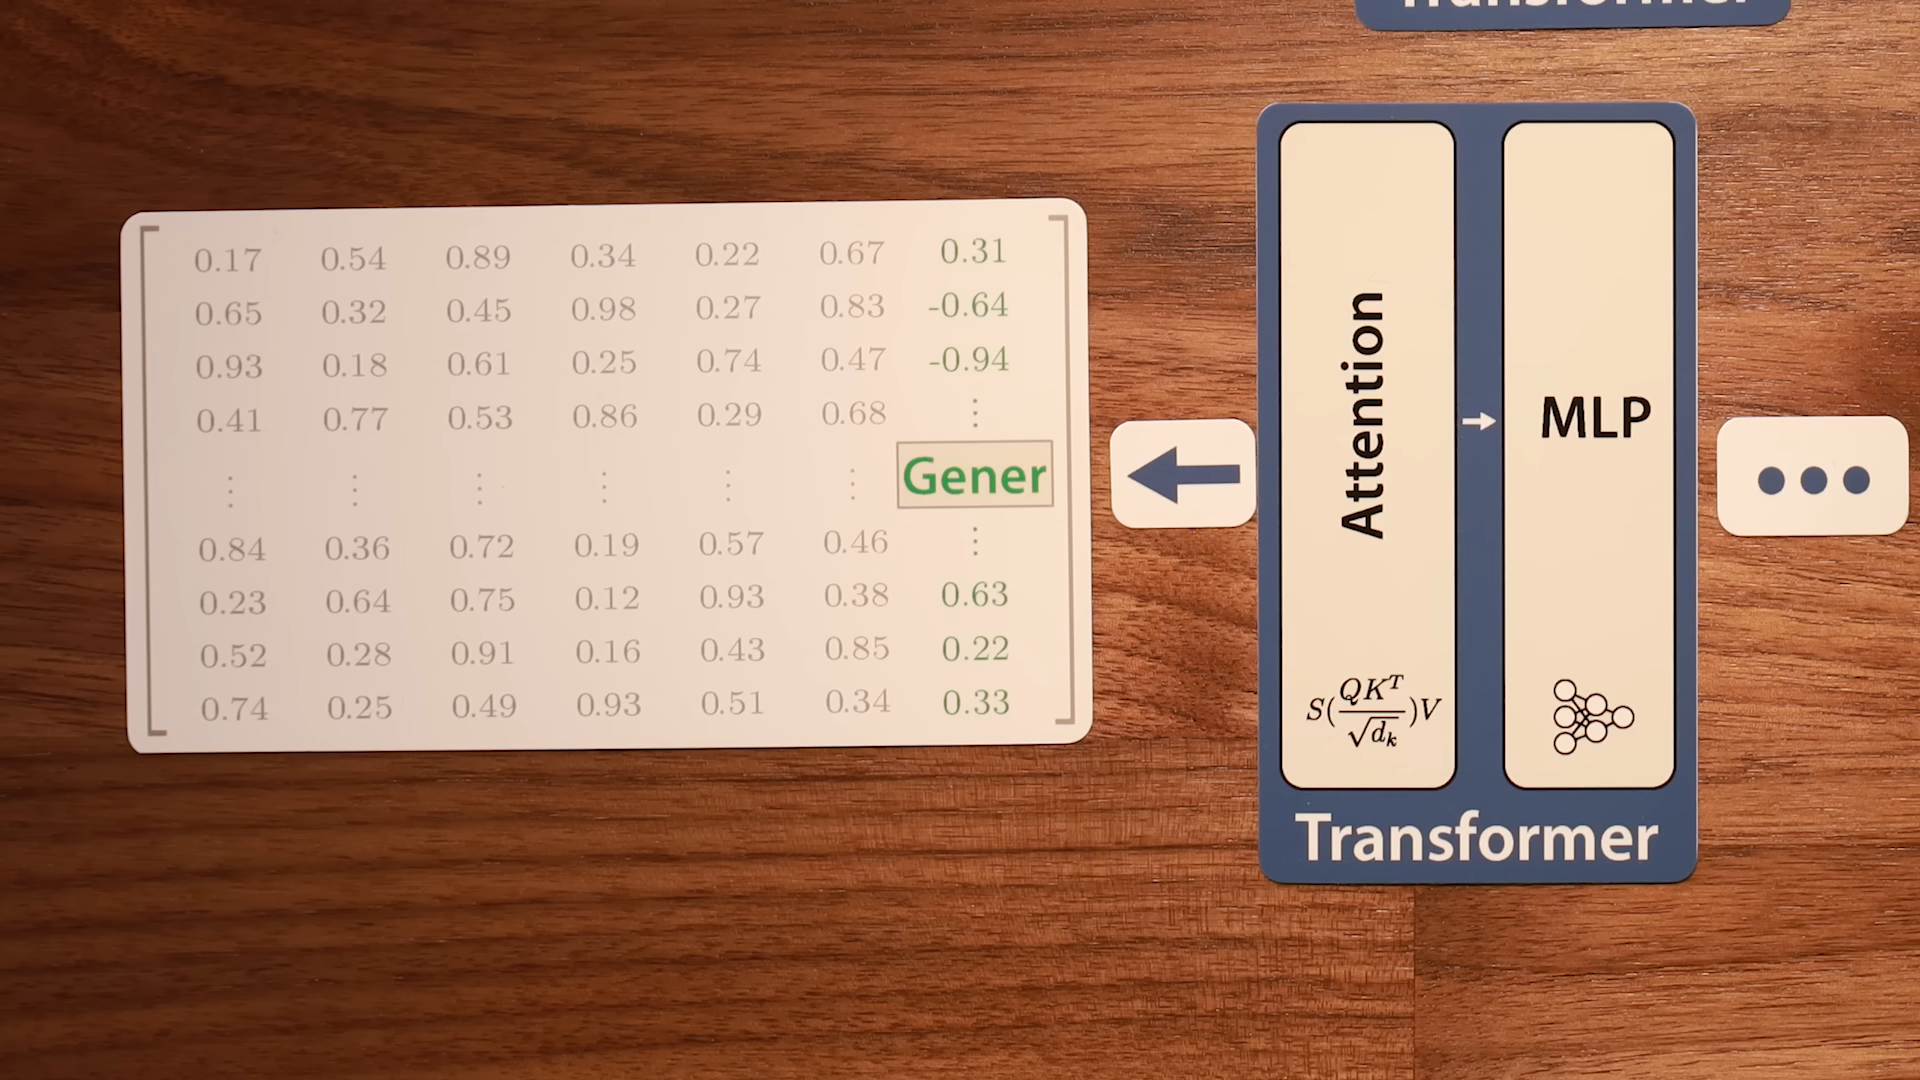 Transformer
0.17 0.54 0.89 0.34 0.22 0.67 0.31
0.65 0.32 0.45 0.98 0.27 0.83 -0.64
0.93 0.18 0.61 0.25 0.74 0.47 -0.94
0.41 0.77 0.53 0.86 0.29 0.68 ⋮
⋮ ⋮ ⋮ ⋮ ⋮ ⋮ Gener
0.84 0.36 0.72 0.19 0.57 0.46 ⋮
0.23 0.64 0.75 0.12 0.93 0.38 0.63
0.52 0.28 0.91 0.16 0.43 0.85 0.22
0.74 0.25 0.49 0.93 0.51 0.34 0.33
Attention
S(QK^T/√d_k)V
MLP
Transformer